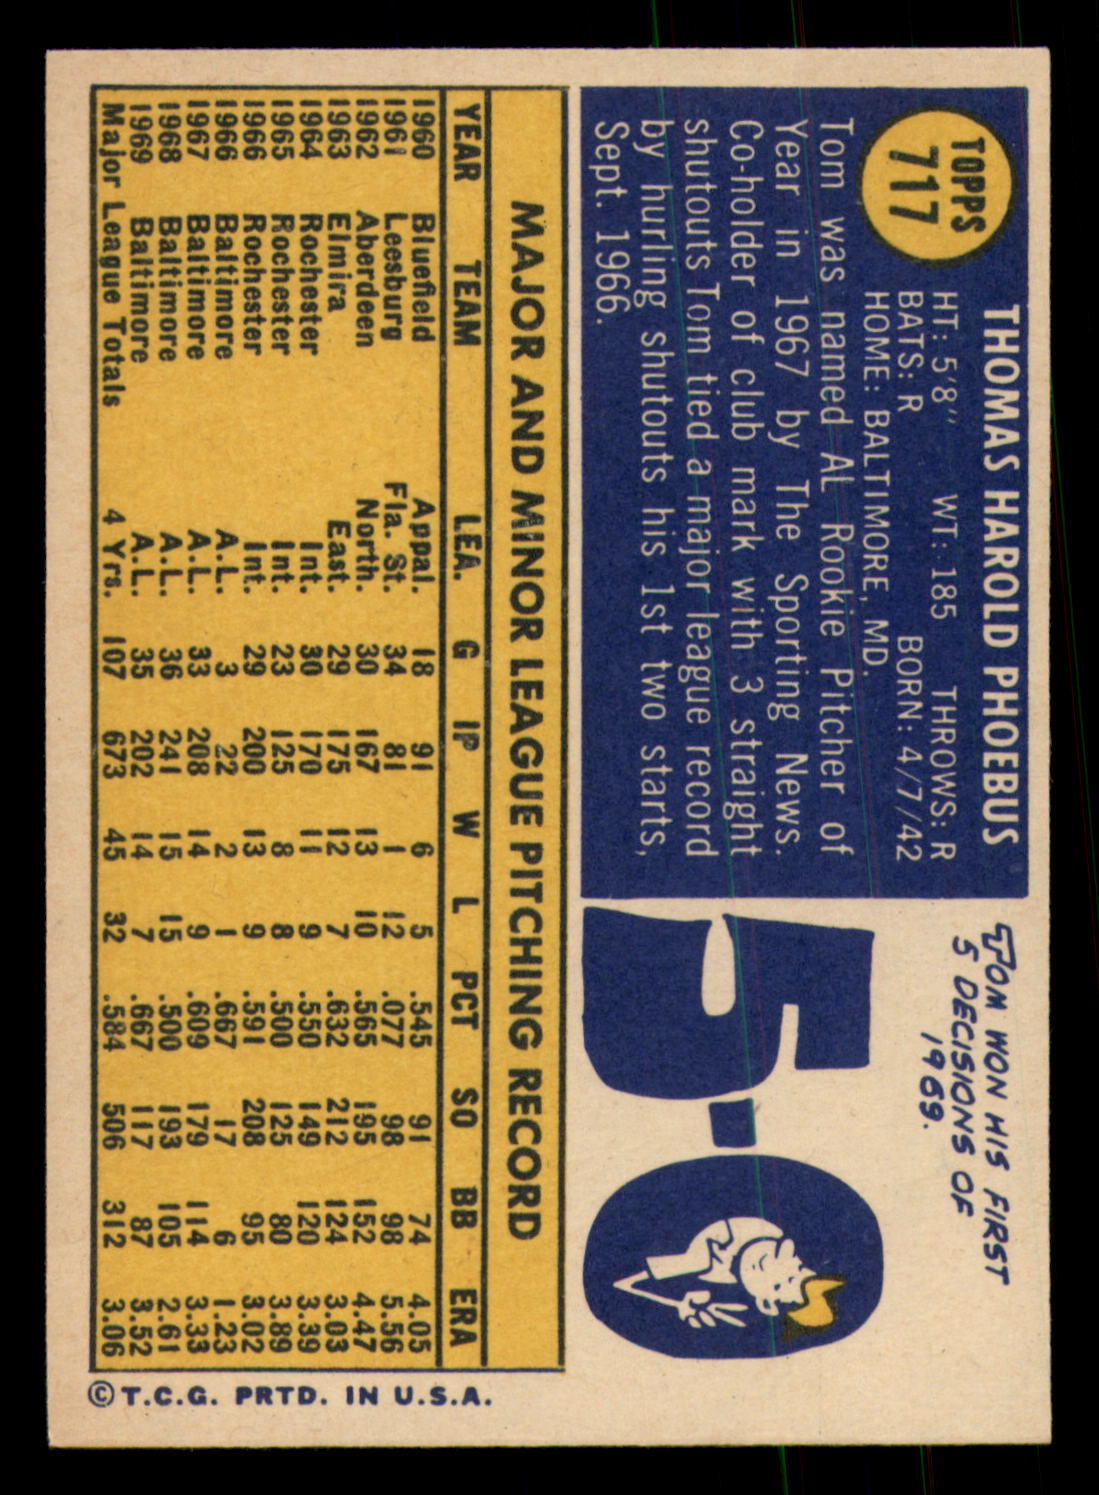 TOPPS
717
THOMAS HAROLD PHOEBUS
HT: 5'8" WT: 185 THROWS: R
BATS: R BORN: 4/7/42
HOME: BALTIMORE, MD.
Tom was named AL Rookie Pitcher of
Year in 1967 by The Sporting News.
Co-holder of club mark with 3 straight
shutouts Tom tied a major league record
by hurling shutouts his 1st two starts,
Sept. 1966.
TOM WON HIS FIRST
5 DECISIONS OF
1969.
5-0
MAJOR AND MINOR LEAGUE PITCHING RECORD
YEAR TEAM LEA. G IP W L PCT SO BB ERA
1960 Bluefield Appal. 18 91 6 5 .545 91 74 4.05
1961 Leesburg Fla. St. 34 81 1 12 .077 98 98 5.56
1962 Aberdeen North. 30 167 13 10 .565 195 152 4.47
1963 Elmira East. 29 175 12 7 .632 212 124 3.03
1964 Rochester Int. 30 170 11 9 .550 149 120 3.39
1965 Rochester Int. 23 125 8 8 .500 125 80 3.89
1966 Rochester Int. 29 200 13 9 .591 208 95 3.02
1966 Baltimore A.L. 3 22 2 1 .667 17 6 1.23
1967 Baltimore A.L. 33 208 14 9 .609 179 114 3.33
1968 Baltimore A.L. 36 241 15 15 .500 193 105 2.61
1969 Baltimore A.L. 35 202 14 7 .667 117 87 3.52
Major League Totals 4 Yrs. 107 673 45 32 .584 506 312 3.06
© T.C.G. PRTD. IN U.S.A.